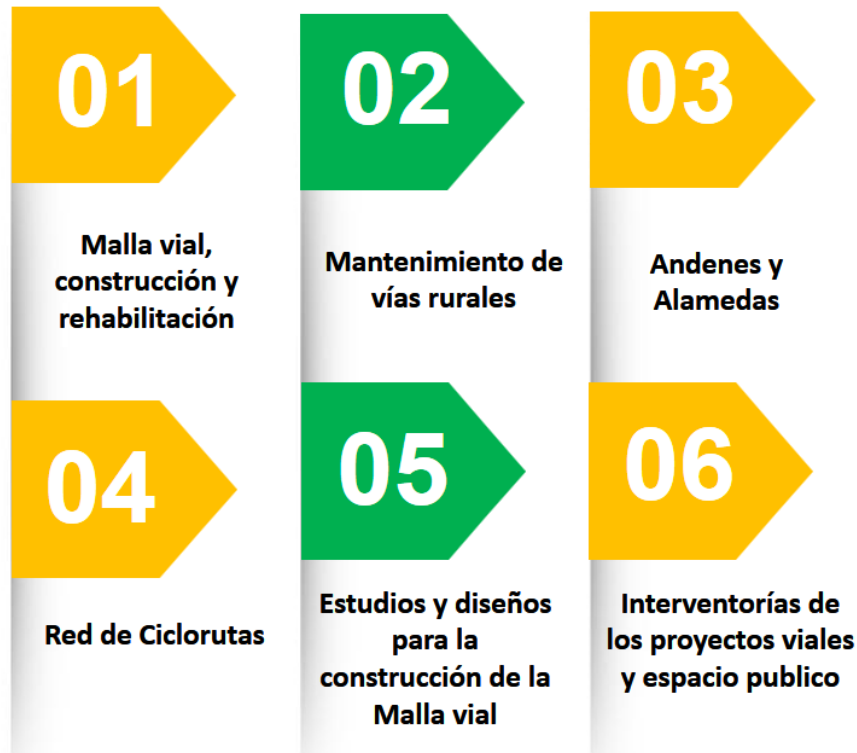 01
Malla vial,
construcción y
rehabilitación
02
Mantenimiento de
vías rurales
03
Andenes y
Alamedas
04
Red de Ciclorutas
05
Estudios y diseños
para la
construcción de la
Malla vial
06
Interventorías de
los proyectos viales
y espacio publico